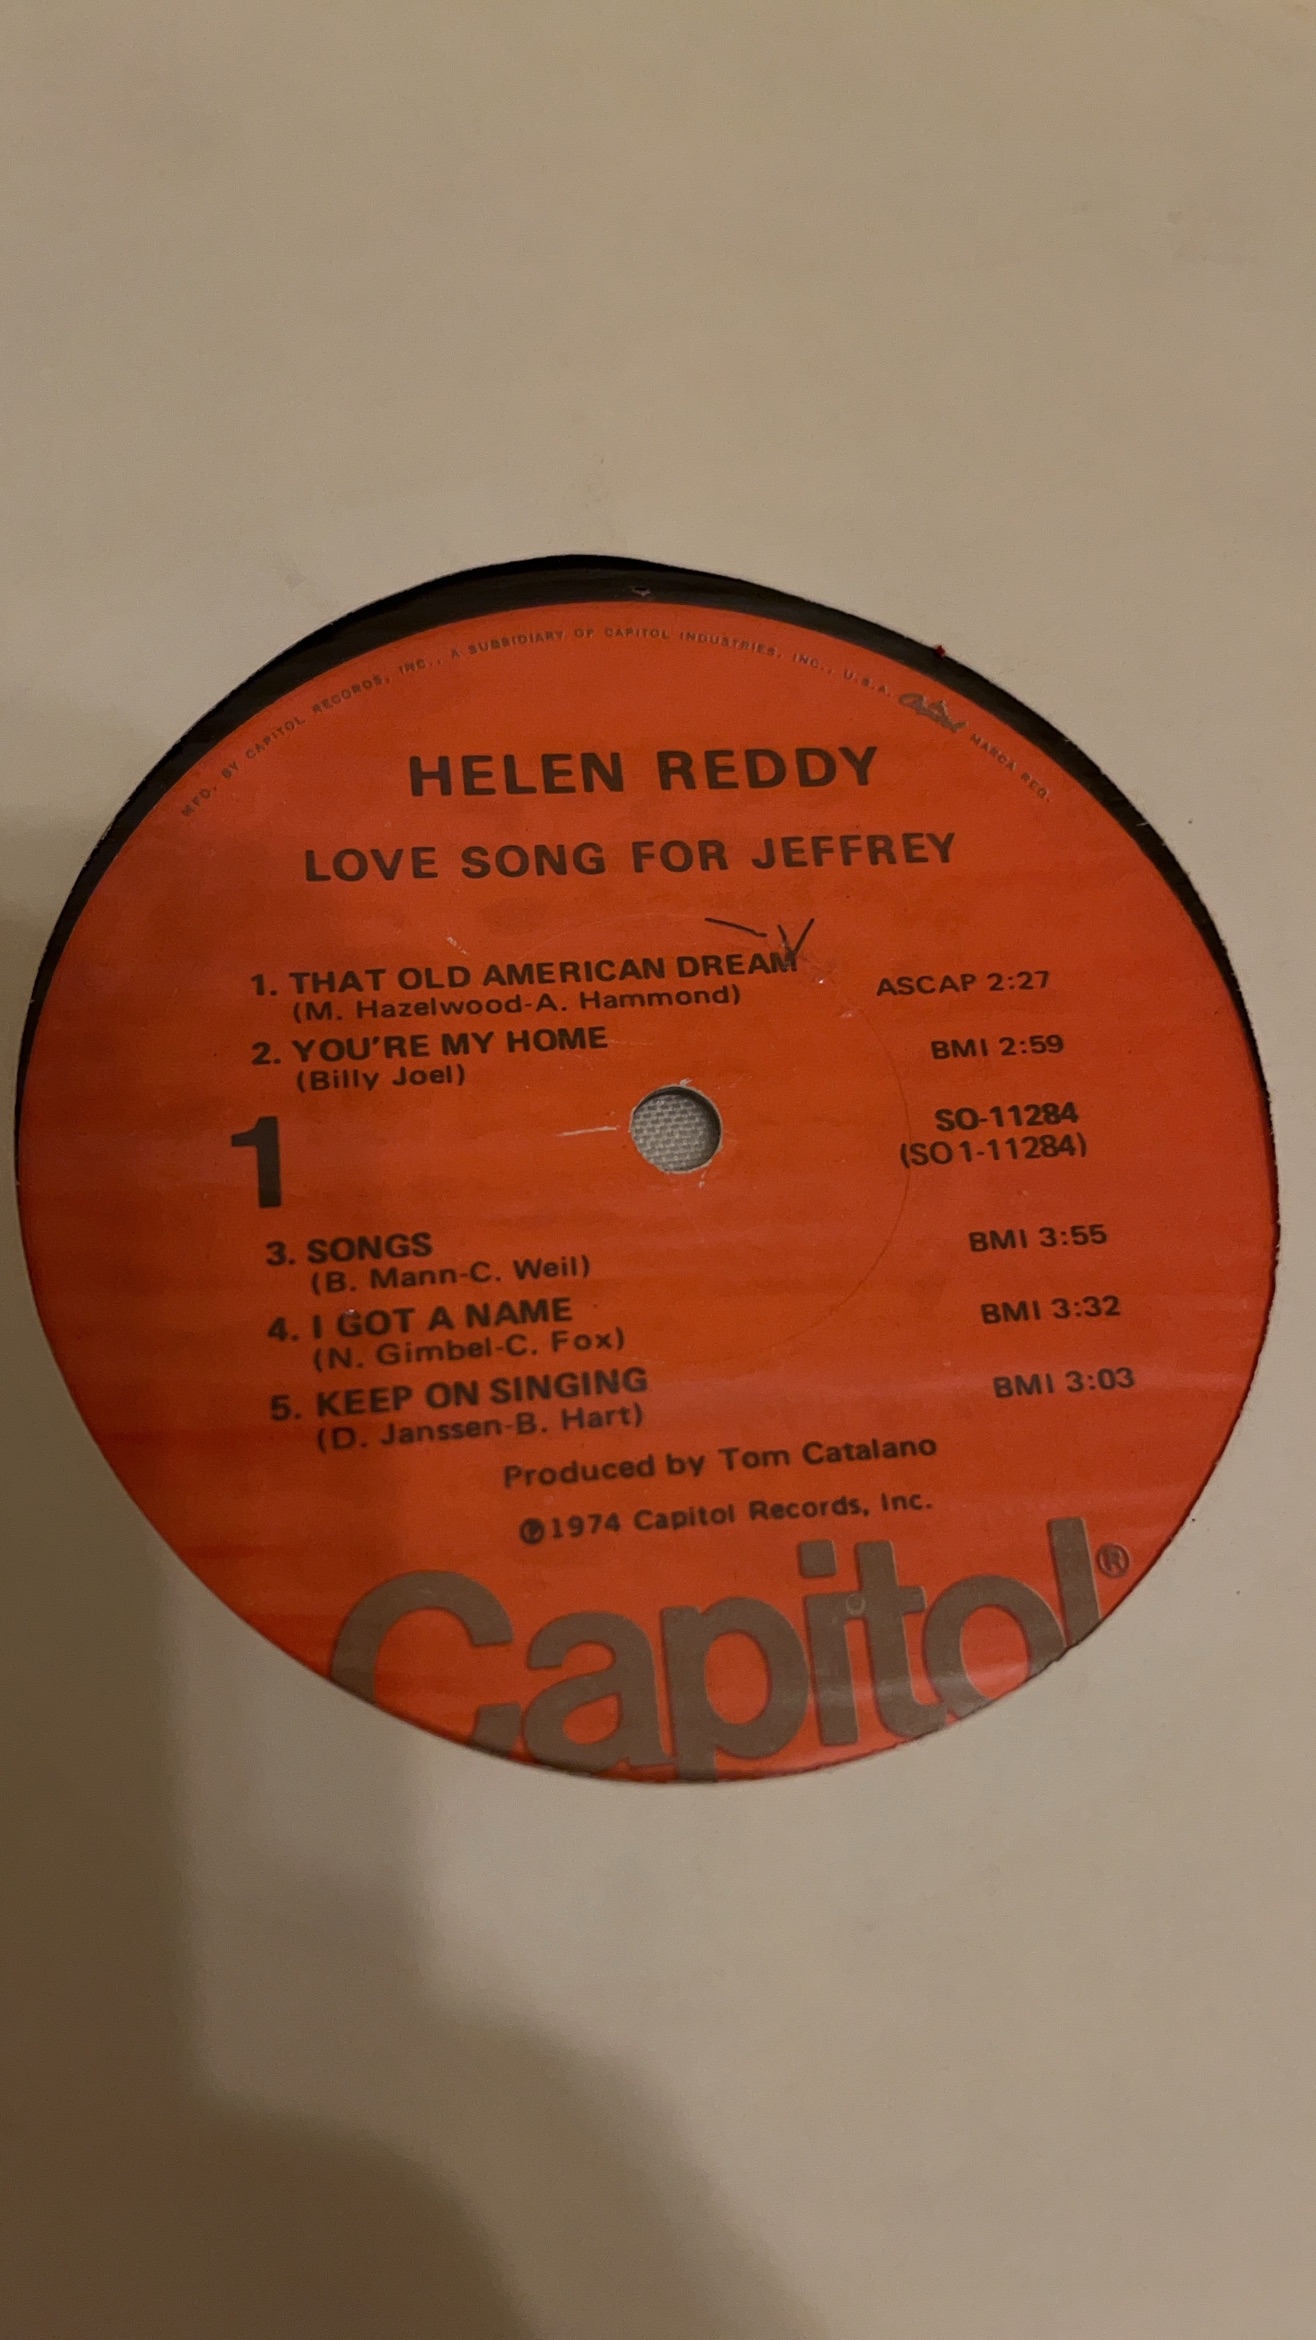 MFD. BY CAPITOL RECORDS, INC., A SUBSIDIARY OF CAPITOL INDUSTRIES, INC., U.S.A. Capitol MARCA REG.
HELEN REDDY
LOVE SONG FOR JEFFREY
1. THAT OLD AMERICAN DREAM ASCAP 2:27
(M. Hazelwood-A. Hammond)
2. YOU'RE MY HOME BMI 2:59
(Billy Joel)
1
SO-11284
(SO1-11284)
3. SONGS BMI 3:55
(B. Mann-C. Weil)
4. I GOT A NAME BMI 3:32
(N. Gimbel-C. Fox)
5. KEEP ON SINGING BMI 3:03
(D. Janssen-B. Hart)
Produced by Tom Catalano
℗1974 Capitol Records, Inc.
Capitol®